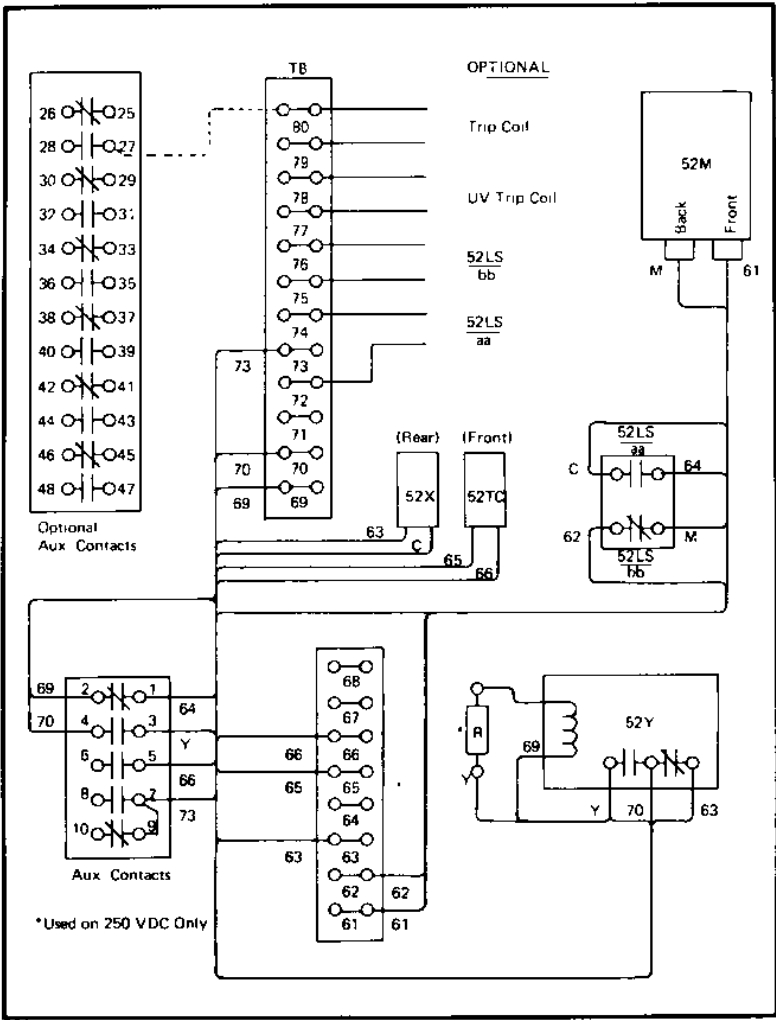 TB
OPTIONAL
26 25
28 27
30 29
32 31
34 33
36 35
38 37
40 39
42 41
44 43
46 45
48 47
Optional
Aux Contacts
80
79
78
77
76
75
74
73
72
71
70
69
73
70
69
Trip Coil
UV Trip Coil
52LS
bb
52LS
aa
52M
Back
Front
M 61
(Rear) (Front)
52X 52TC
63
C
65
66
52LS
aa
C 64
62 M
52LS
bb
69 2 1 64
70 4 3 Y
6 5 66
8 7 73
10 9
Aux Contacts
68
67
66 66
65 65
64
63 63
62 62
61 61
*Used on 250 VDC Only
* R
Y
69
52Y
Y 70 63